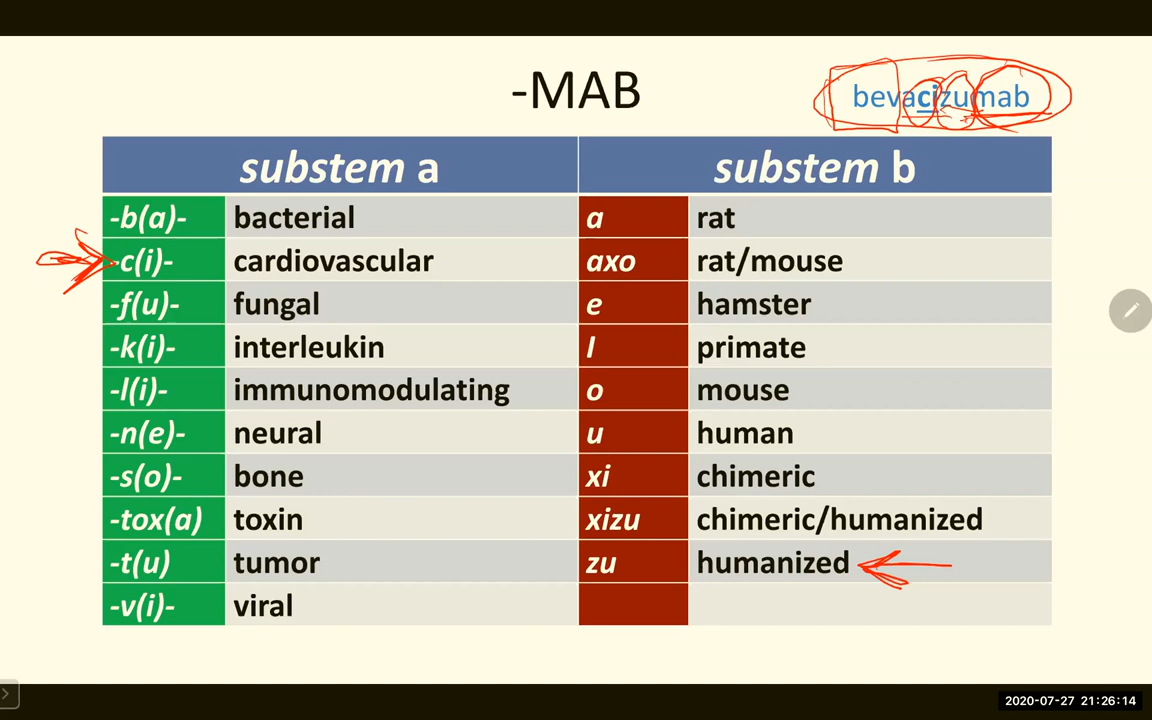 -MAB
bevacizumab
substem a substem b
-b(a)- bacterial a rat
-c(i)- cardiovascular axo rat/mouse
-f(u)- fungal e hamster
-k(i)- interleukin l primate
-l(i)- immunomodulating o mouse
-n(e)- neural u human
-s(o)- bone xi chimeric
-tox(a) toxin xizu chimeric/humanized
-t(u) tumor zu humanized
-v(i)- viral
2020-07-27 21:26:14